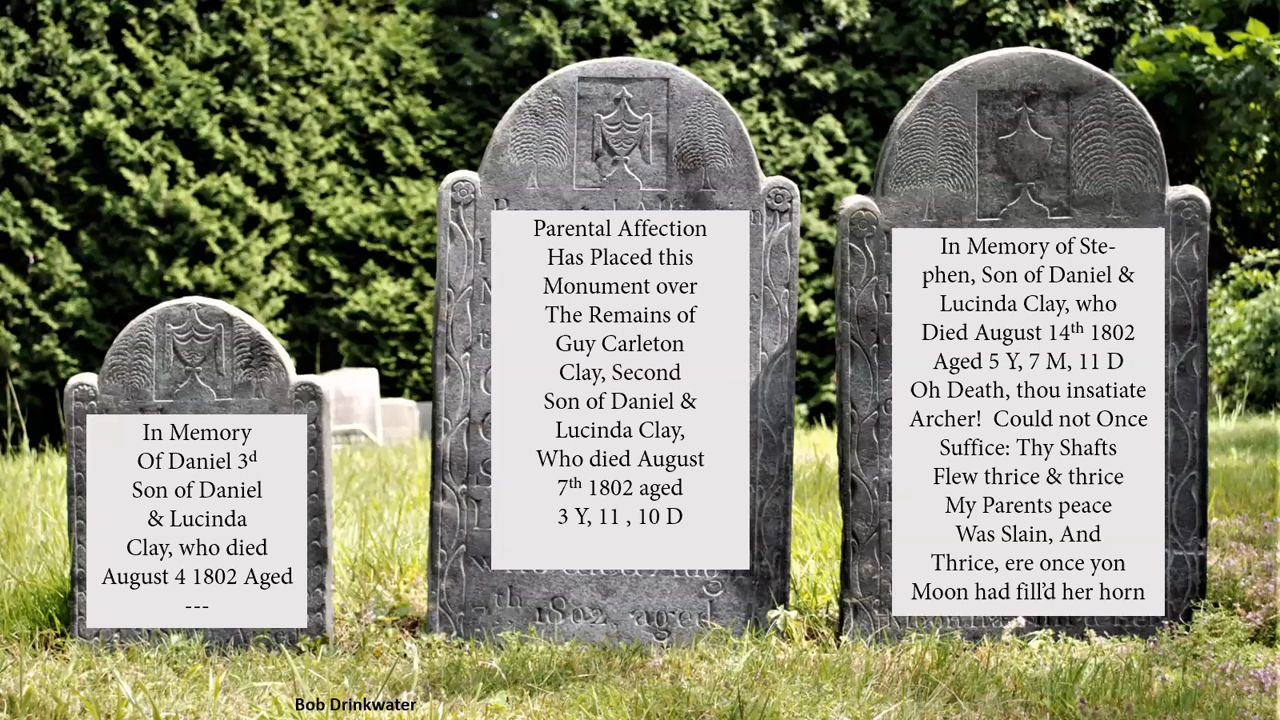 In Memory
Of Daniel 3ᵈ
Son of Daniel
& Lucinda
Clay, who died
August 4 1802 Aged
---
Parental Affection
Has Placed this
Monument over
The Remains of
Guy Carleton
Clay, Second
Son of Daniel &
Lucinda Clay,
Who died August
7ᵗʰ 1802 aged
3 Y, 11 , 10 D
th 1802, aged
In Memory of Ste-
phen, Son of Daniel &
Lucinda Clay, who
Died August 14ᵗʰ 1802
Aged 5 Y, 7 M, 11 D
Oh Death, thou insatiate
Archer!  Could not Once
Suffice: Thy Shafts
Flew thrice & thrice
My Parents peace
Was Slain, And
Thrice, ere once yon
Moon had fill'd her horn
Bob Drinkwater